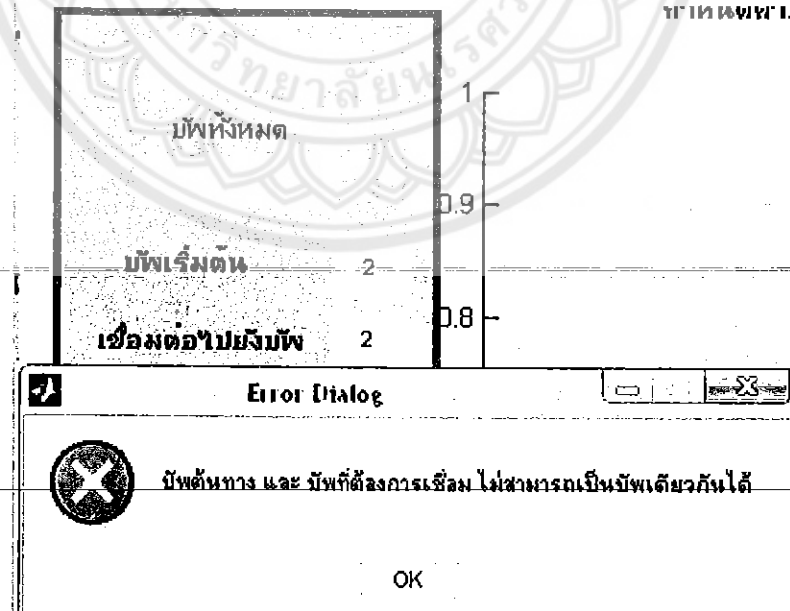 1
บัพทั้งหมด
0.9
บัพเริ่มต้น 2
0.8
เชื่อมต่อไปยังบัพ 2
Error Dialog
บัพต้นทาง และ บัพที่ต้องการเชื่อม ไม่สามารถเป็นบัพเดียวกันได้
OK